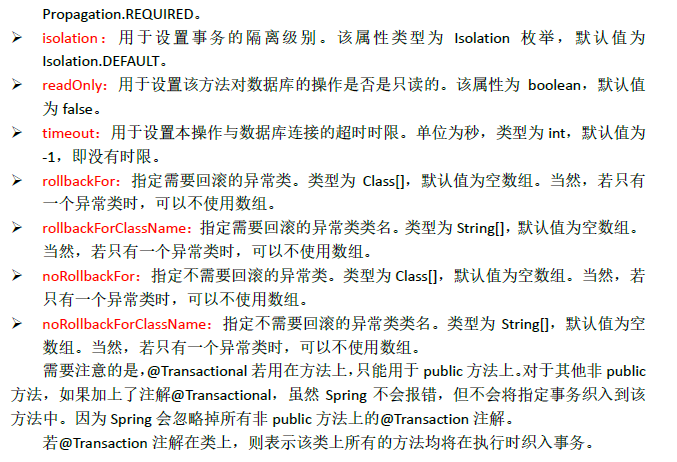 Propagation.REQUIRED。
➢ isolation：用于设置事务的隔离级别。该属性类型为 Isolation 枚举，默认值为
Isolation.DEFAULT。
➢ readOnly：用于设置该方法对数据库的操作是否是只读的。该属性为 boolean，默认值
为 false。
➢ timeout：用于设置本操作与数据库连接的超时时限。单位为秒，类型为 int，默认值为
-1，即没有时限。
➢ rollbackFor：指定需要回滚的异常类。类型为 Class[]，默认值为空数组。当然，若只有
一个异常类时，可以不使用数组。
➢ rollbackForClassName：指定需要回滚的异常类类名。类型为 String[]，默认值为空数组。
当然，若只有一个异常类时，可以不使用数组。
➢ noRollbackFor：指定不需要回滚的异常类。类型为 Class[]，默认值为空数组。当然，若
只有一个异常类时，可以不使用数组。
➢ noRollbackForClassName：指定不需要回滚的异常类类名。类型为 String[]，默认值为空
数组。当然，若只有一个异常类时，可以不使用数组。
需要注意的是，@Transactional 若用在方法上，只能用于 public 方法上。对于其他非 public
方法，如果加上了注解@Transactional，虽然 Spring 不会报错，但不会将指定事务织入到该
方法中。因为 Spring 会忽略掉所有非 public 方法上的@Transaction 注解。
若@Transaction 注解在类上，则表示该类上所有的方法均将在执行时织入事务。